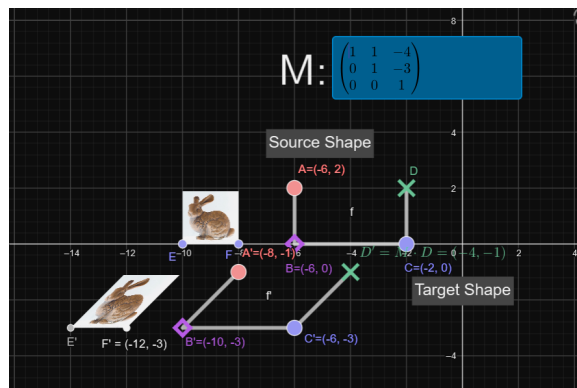 8
M:
1 1 −4
0 1 −3
0 0 1
4
Source Shape
A=(-6, 2)
D
2
f
E
F
A'=(-8, -1)
D' = M · D = (−4, −1)
−14 −12 −10 −8 −6 −4 −2 0 2 4
B=(-6, 0)
C=(-2, 0)
Target Shape
f'
E'
F' = (-12, -3)
B'=(-10, -3)
C'=(-6, -3)
−4